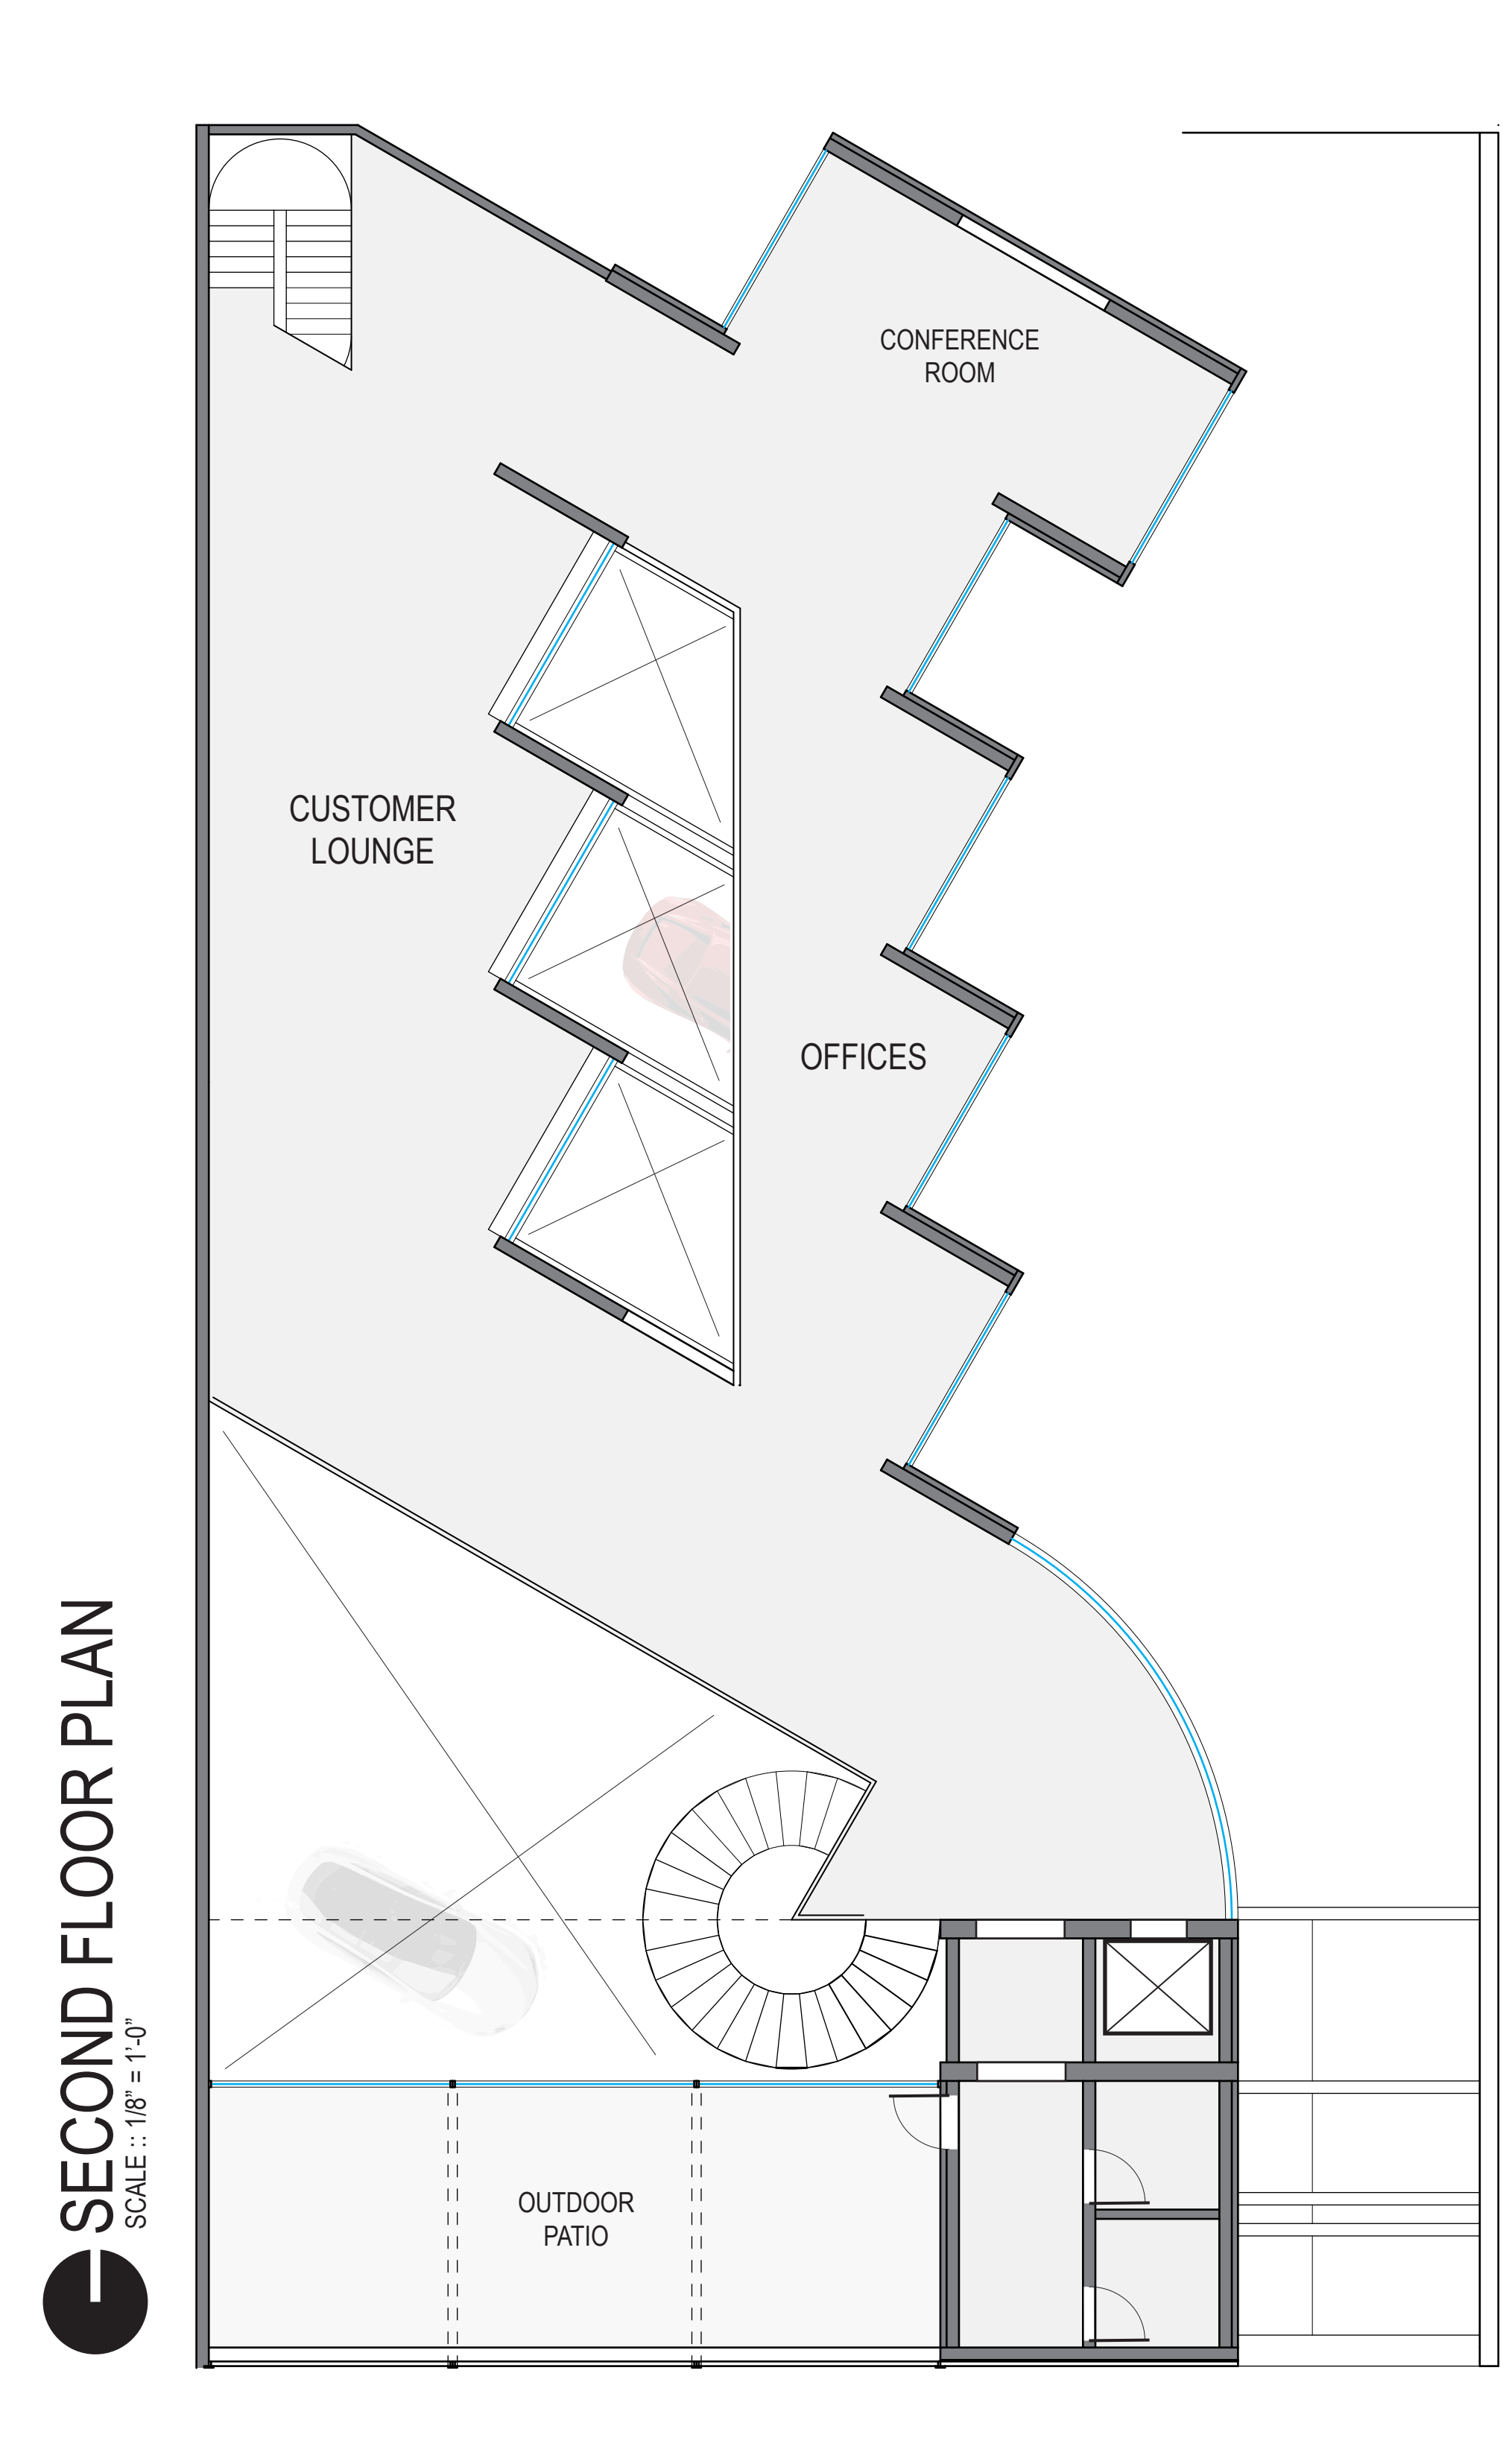 CONFERENCE
ROOM
CUSTOMER
LOUNGE
OFFICES
OUTDOOR
PATIO
SECOND FLOOR PLAN
SCALE :: 1/8” = 1’-0”